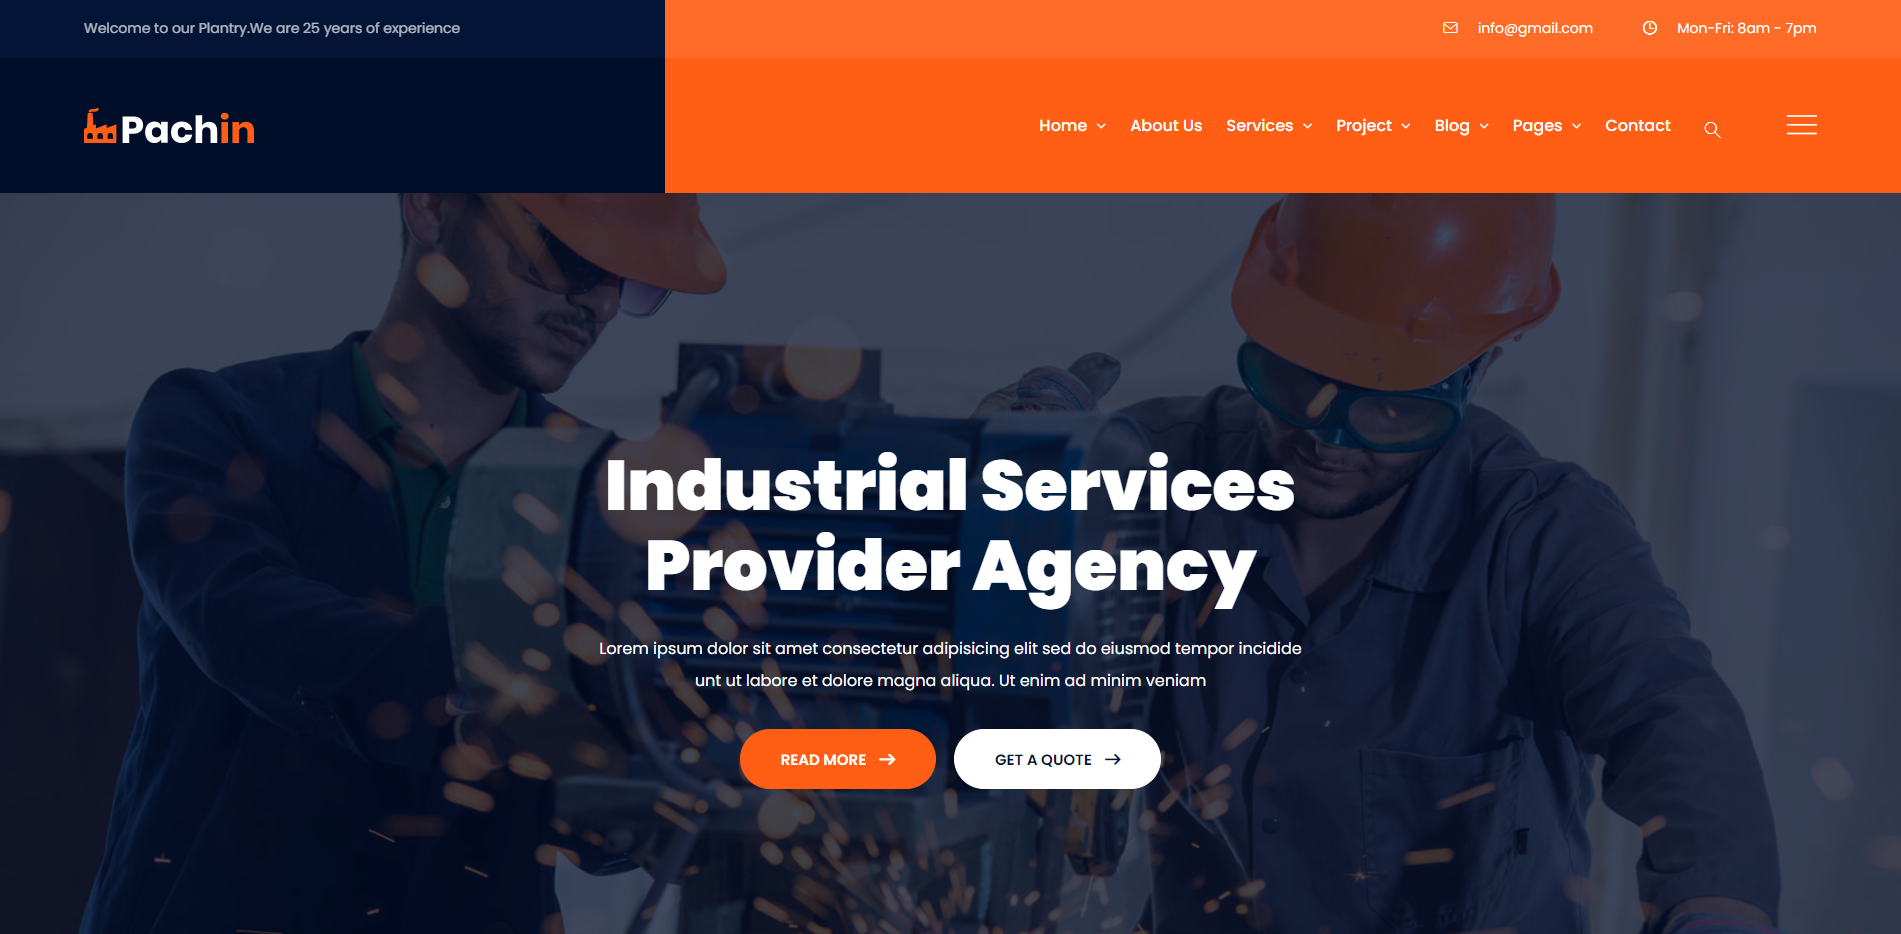 Welcome to our Plantry.We are 25 years of experience
info@gmail.com
Mon-Fri: 8am - 7pm
Pachin
Home
About Us
Services
Project
Blog
Pages
Contact
Industrial Services
Provider Agency
Lorem ipsum dolor sit amet consectetur adipisicing elit sed do eiusmod tempor incidide
unt ut labore et dolore magna aliqua. Ut enim ad minim veniam
READ MORE
GET A QUOTE